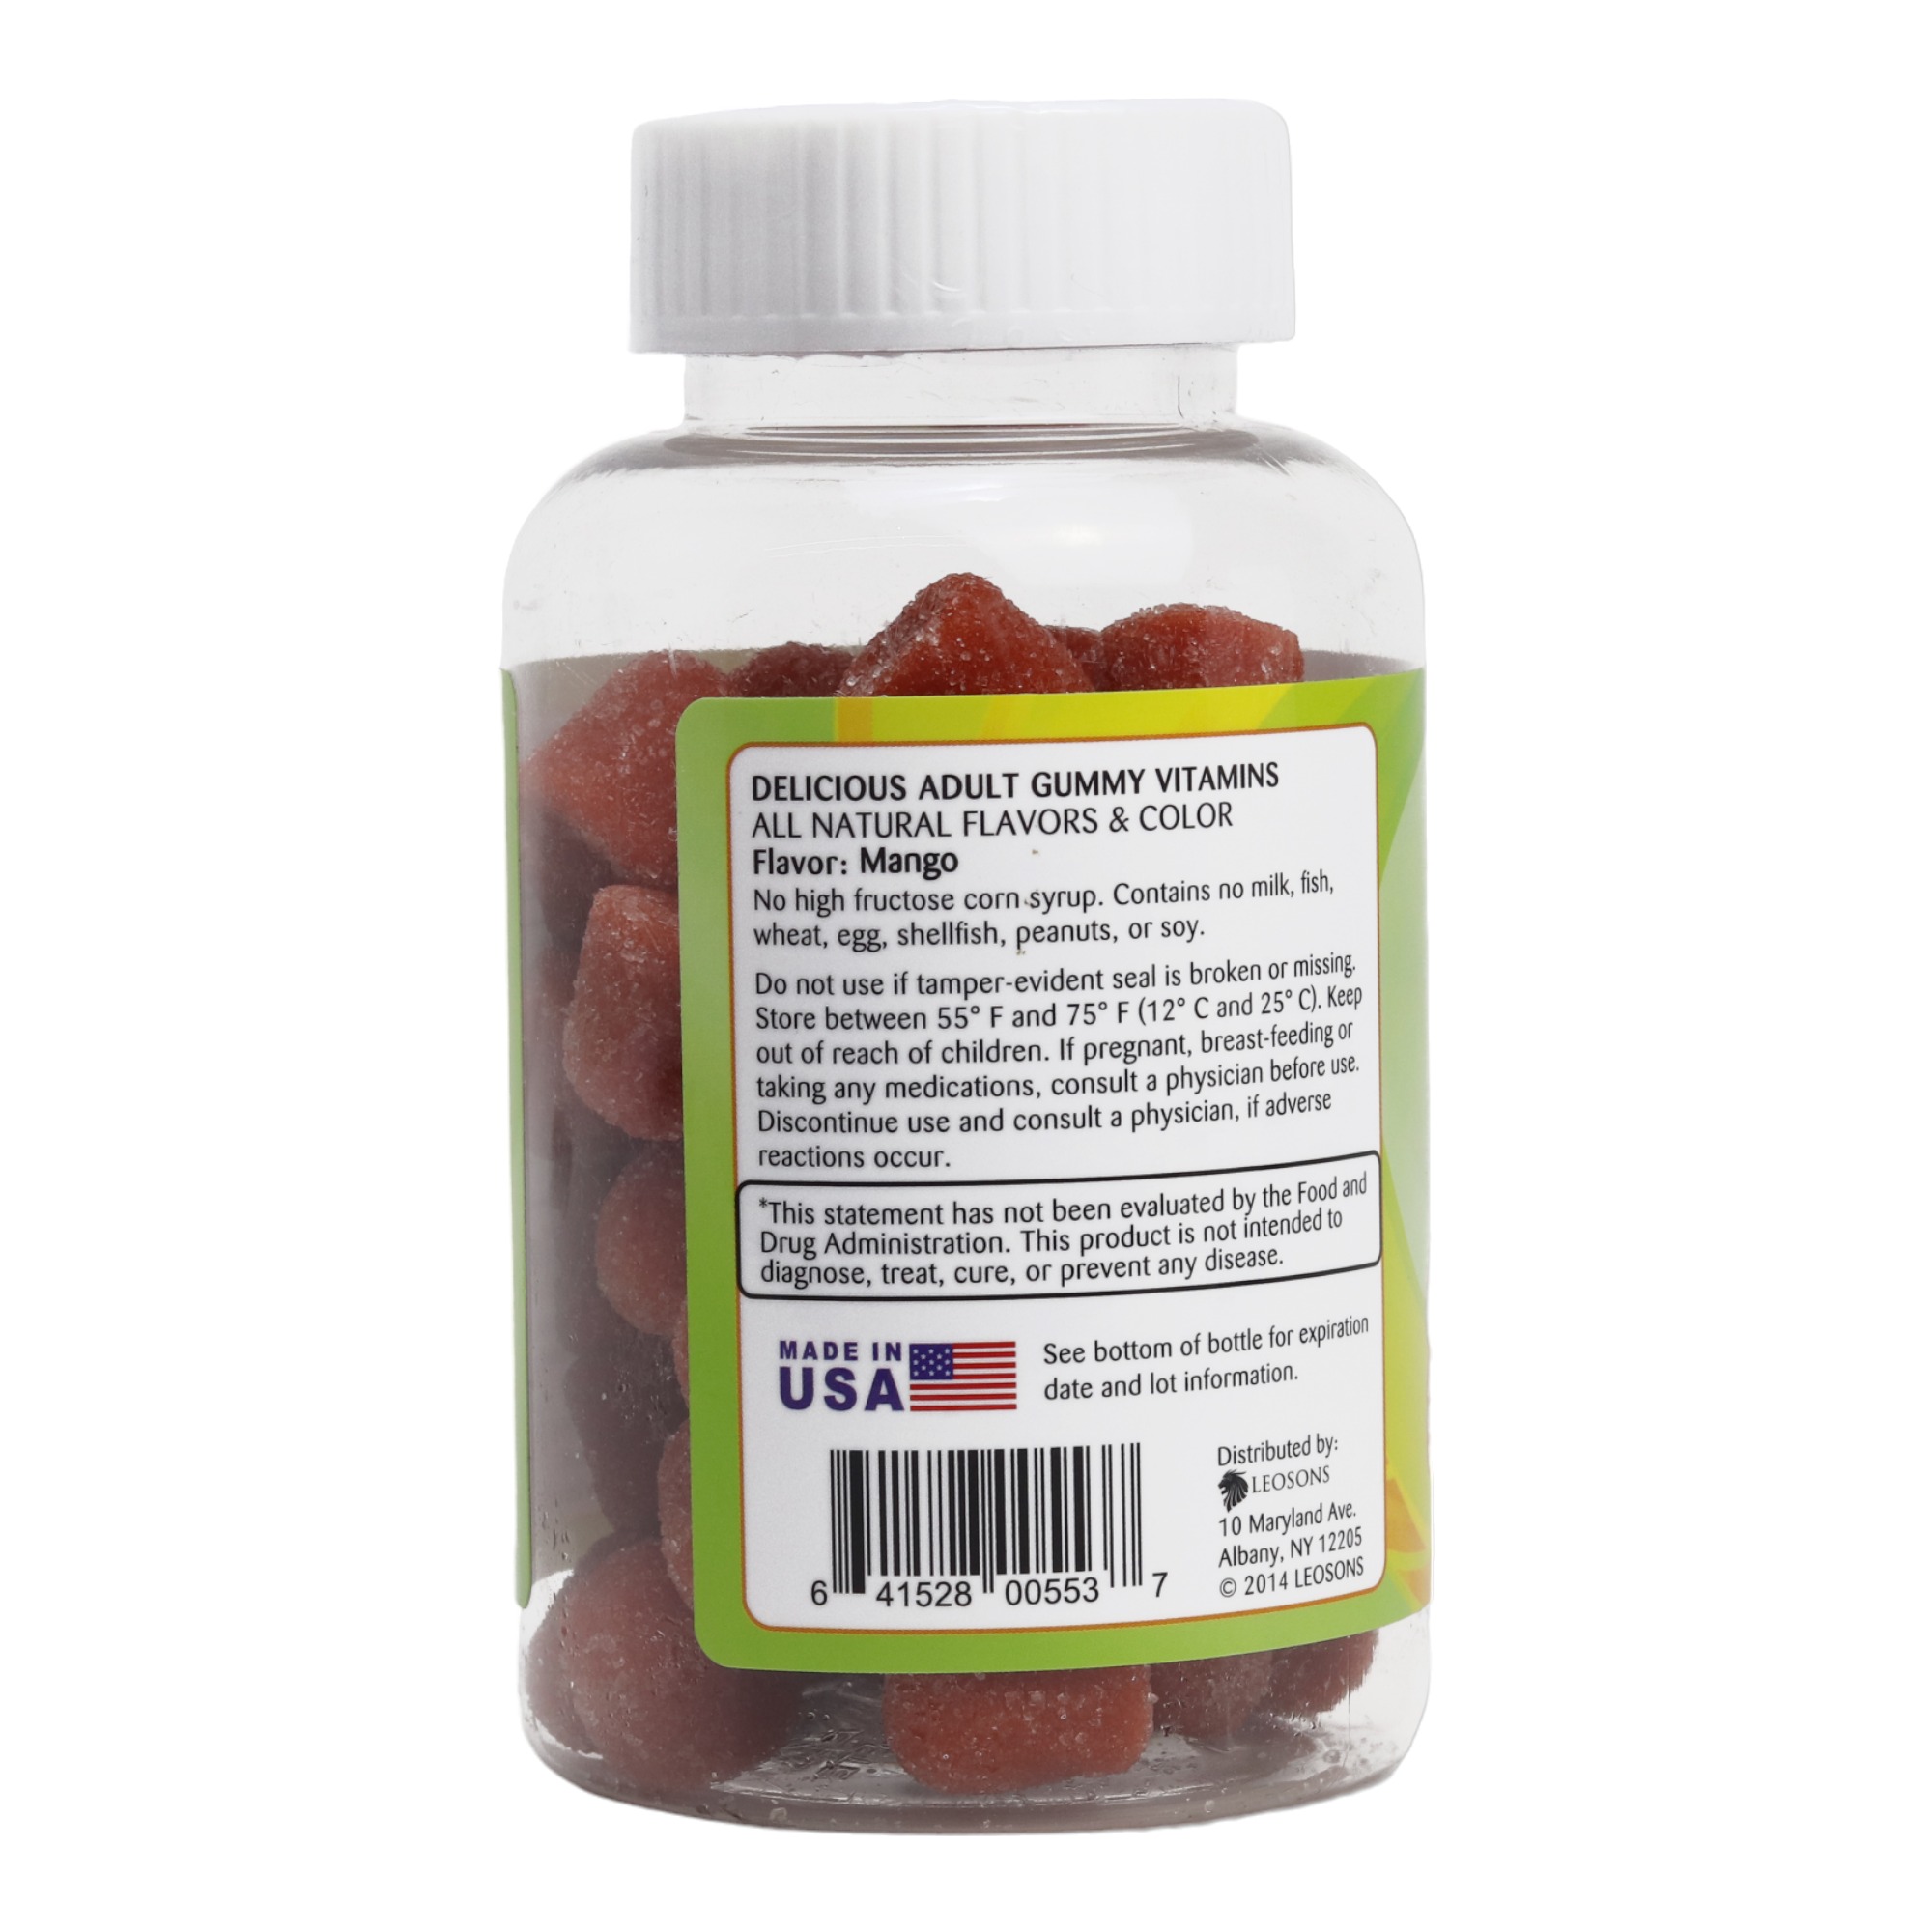 DELICIOUS ADULT GUMMY VITAMINS
ALL NATURAL FLAVORS & COLOR
Flavor: Mango
No high fructose corn syrup. Contains no milk, fish,
wheat, egg, shellfish, peanuts, or soy.
Do not use if tamper-evident seal is broken or missing.
Store between 55° F and 75° F (12° C and 25° C). Keep
out of reach of children. If pregnant, breast-feeding or
taking any medications, consult a physician before use.
Discontinue use and consult a physician, if adverse
reactions occur.
*This statement has not been evaluated by the Food and
Drug Administration. This product is not intended to
diagnose, treat, cure, or prevent any disease.
MADE IN
USA
See bottom of bottle for expiration
date and lot information.
6 41528 00553 7
Distributed by:
LEOSONS
10 Maryland Ave.
Albany, NY 12205
© 2014 LEOSONS